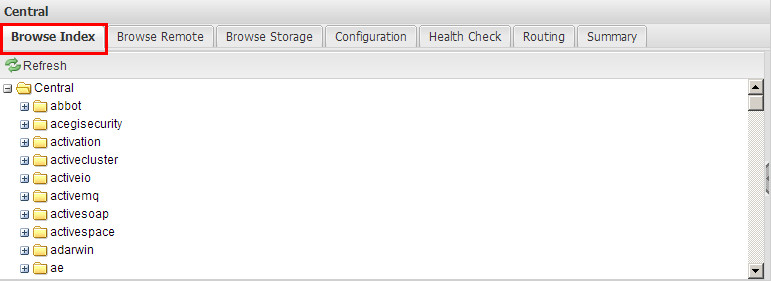 Central
Browse Index Browse Remote Browse Storage Configuration Health Check Routing Summary
Refresh
Central
abbot
acegisecurity
activation
activecluster
activeio
activemq
activesoap
activespace
adarwin
ae